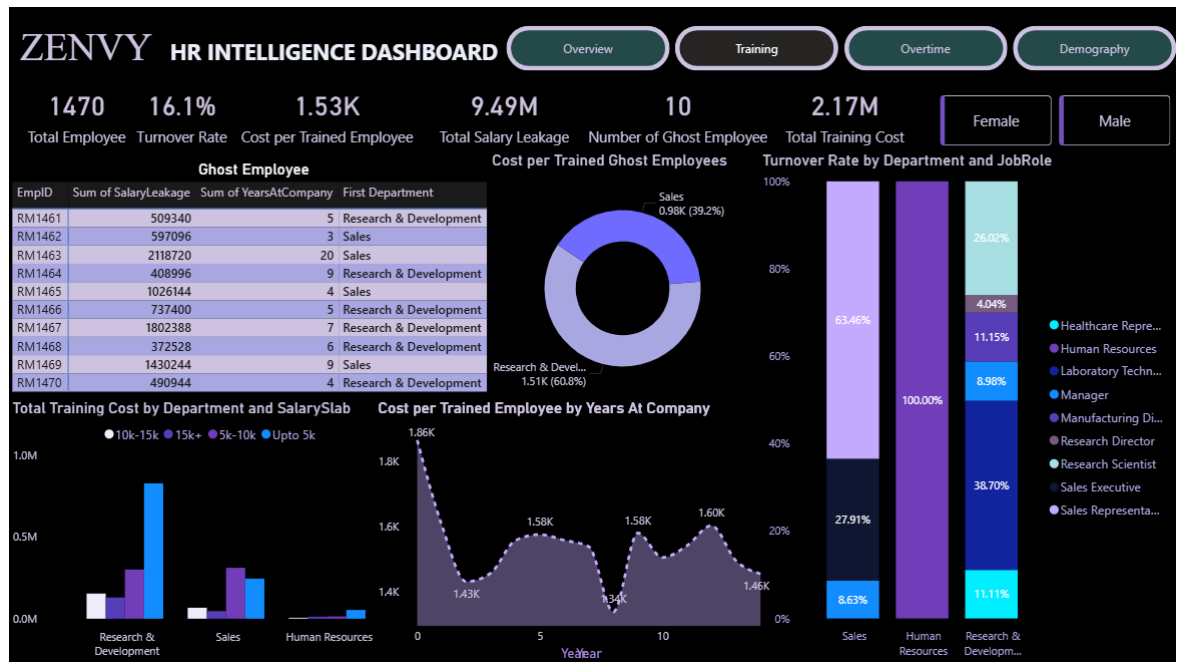 ZENVY HR INTELLIGENCE DASHBOARD
Overview
Training
Overtime
Demography
1470
Total Employee
16.1%
Turnover Rate
1.53K
Cost per Trained Employee
9.49M
Total Salary Leakage
10
Number of Ghost Employee
2.17M
Total Training Cost
Female
Male
Ghost Employee
EmpID Sum of SalaryLeakage Sum of YearsAtCompany First Department
RM1461 509340 5 Research & Development
RM1462 597096 3 Sales
RM1463 2118720 20 Sales
RM1464 408996 9 Research & Development
RM1465 1026144 4 Sales
RM1466 737400 5 Research & Development
RM1467 1802388 7 Research & Development
RM1468 372528 6 Research & Development
RM1469 1430244 9 Sales
RM1470 490944 4 Research & Development
Cost per Trained Ghost Employees
Sales
0.98K (39.2%)
Research & Devel...
1.51K (60.8%)
Turnover Rate by Department and JobRole
100%
80%
60%
40%
20%
0%
63.46%
27.91%
8.63%
100.00%
26.02%
4.04%
11.15%
8.98%
38.70%
11.11%
Sales
Human
Resources
Research &
Developm...
Healthcare Repre...
Human Resources
Laboratory Techn...
Manager
Manufacturing Di...
Research Director
Research Scientist
Sales Executive
Sales Representa...
Total Training Cost by Department and SalarySlab
10k-15k 15k+ 5k-10k Upto 5k
1.0M
0.5M
0.0M
Research &
Development
Sales
Human Resources
Cost per Trained Employee by Years At Company
1.8K
1.6K
1.4K
1.86K
1.43K
1.58K
1.34K
1.58K
1.60K
1.46K
0 5 10
Year